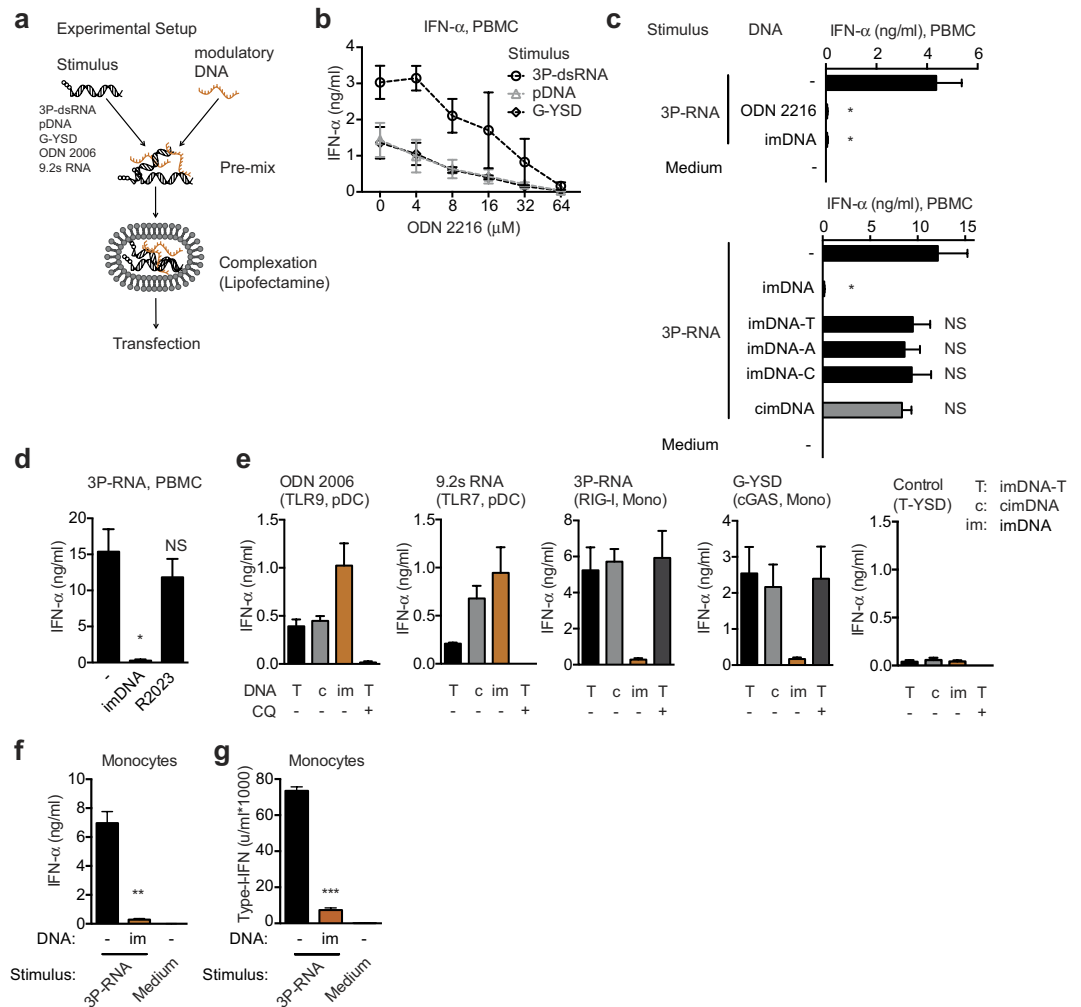 a
Experimental Setup
Stimulus
modulatory
DNA
3P-dsRNA
pDNA
G-YSD
ODN 2006
9.2s RNA
Pre-mix
Complexation
(Lipofectamine)
Transfection
b
IFN-α, PBMC
Stimulus
3P-dsRNA
pDNA
G-YSD
IFN-α (ng/ml)
4
3
2
1
0
0 4 8 16 32 64
ODN 2216 (μM)
c
Stimulus DNA IFN-α (ng/ml), PBMC
0 2 4 6
-
3P-RNA ODN 2216 *
imDNA *
Medium -
IFN-α (ng/ml), PBMC
0 5 10 15
-
imDNA *
3P-RNA imDNA-T NS
imDNA-A NS
imDNA-C NS
cimDNA NS
Medium -
d
3P-RNA, PBMC
IFN-α (ng/ml)
20
15
10
5
0
*
NS
- imDNA R2023
e
ODN 2006
(TLR9, pDC)
IFN-α (ng/ml)
1.5
1.0
0.5
0.0
DNA T c im T
CQ - - - +
9.2s RNA
(TLR7, pDC)
IFN-α (ng/ml)
1.5
1.0
0.5
0.0
T c im T
- - - +
3P-RNA
(RIG-I, Mono)
IFN-α (ng/ml)
8
6
4
2
0
T c im T
- - - +
G-YSD
(cGAS, Mono)
IFN-α (ng/ml)
5
4
3
2
1
0
T c im T
- - - +
Control
(T-YSD)
IFN-α (ng/ml)
1.5
1.0
0.5
0.0
T c im T
- - - +
T: imDNA-T
c: cimDNA
im: imDNA
f
Monocytes
IFN-α (ng/ml)
10
8
6
4
2
0
**
DNA: - im -
Stimulus: 3P-RNA Medium
g
Monocytes
Type-I-IFN (u/ml*1000)
80
60
40
20
0
***
DNA: - im -
Stimulus: 3P-RNA Medium